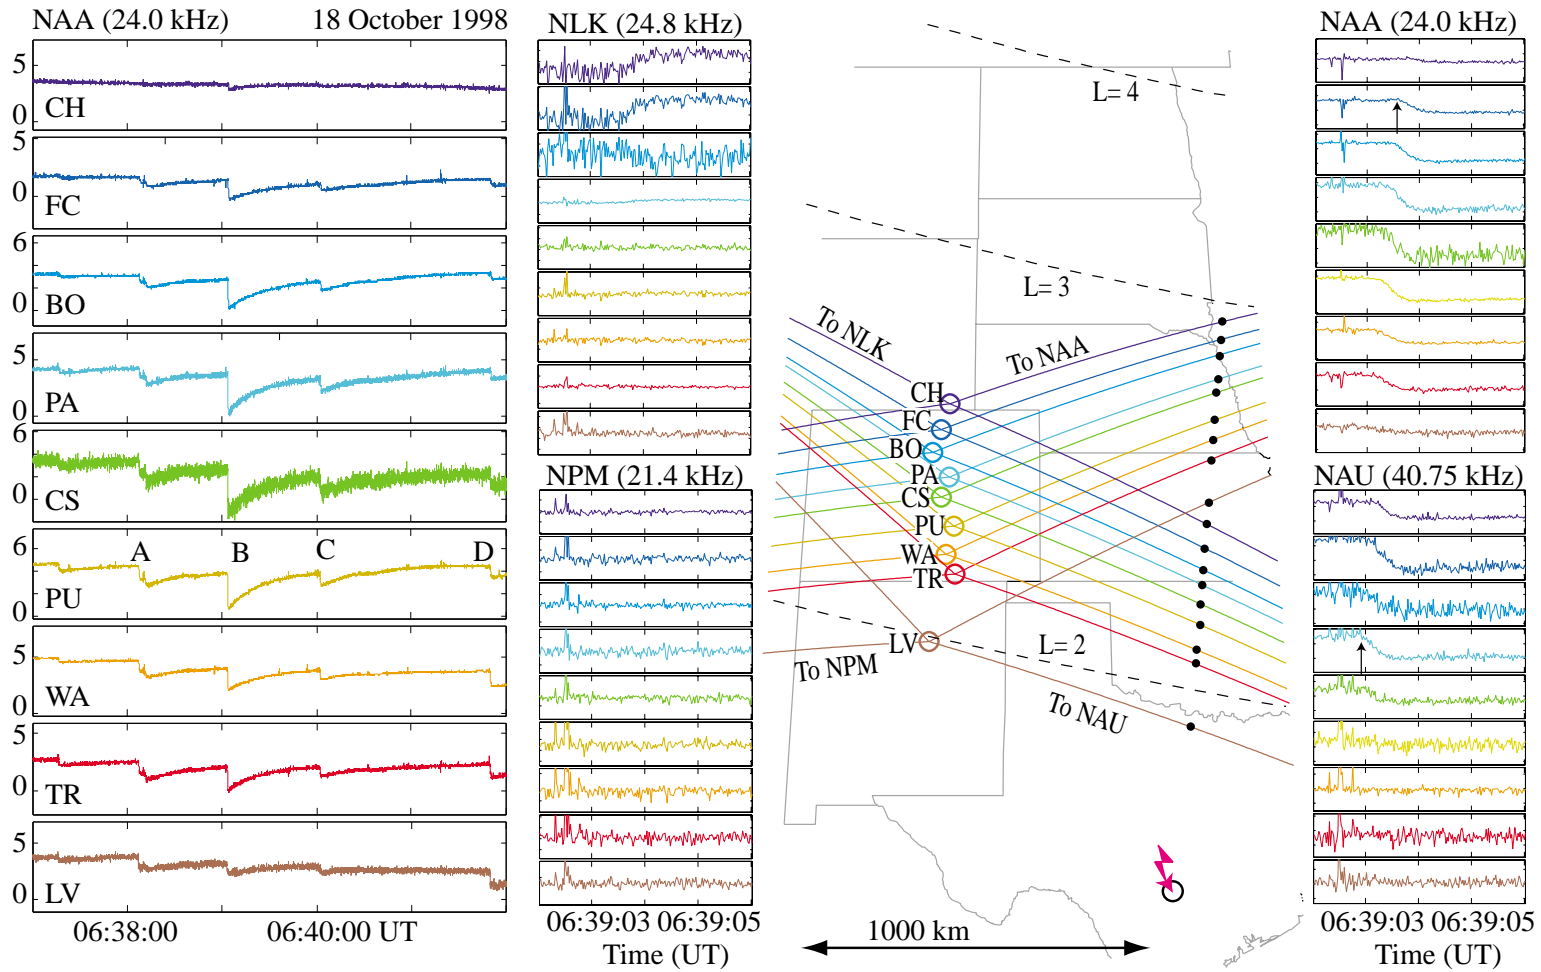 NAA (24.0 kHz) 18 October 1998
5
0
CH
5
0
FC
6
0
BO
5
0
PA
6
0
CS
6
0
PU
A B C D
5
0
WA
5
0
TR
5
0
LV
06:38:00 06:40:00 UT
NLK (24.8 kHz)
NPM (21.4 kHz)
06:39:03 06:39:05
Time (UT)
L= 4
L= 3
To NLK
To NAA
CH
FC
BO
PA
CS
PU
WA
TR
LV
L= 2
To NPM
To NAU
1000 km
NAA (24.0 kHz)
NAU (40.75 kHz)
06:39:03 06:39:05
Time (UT)